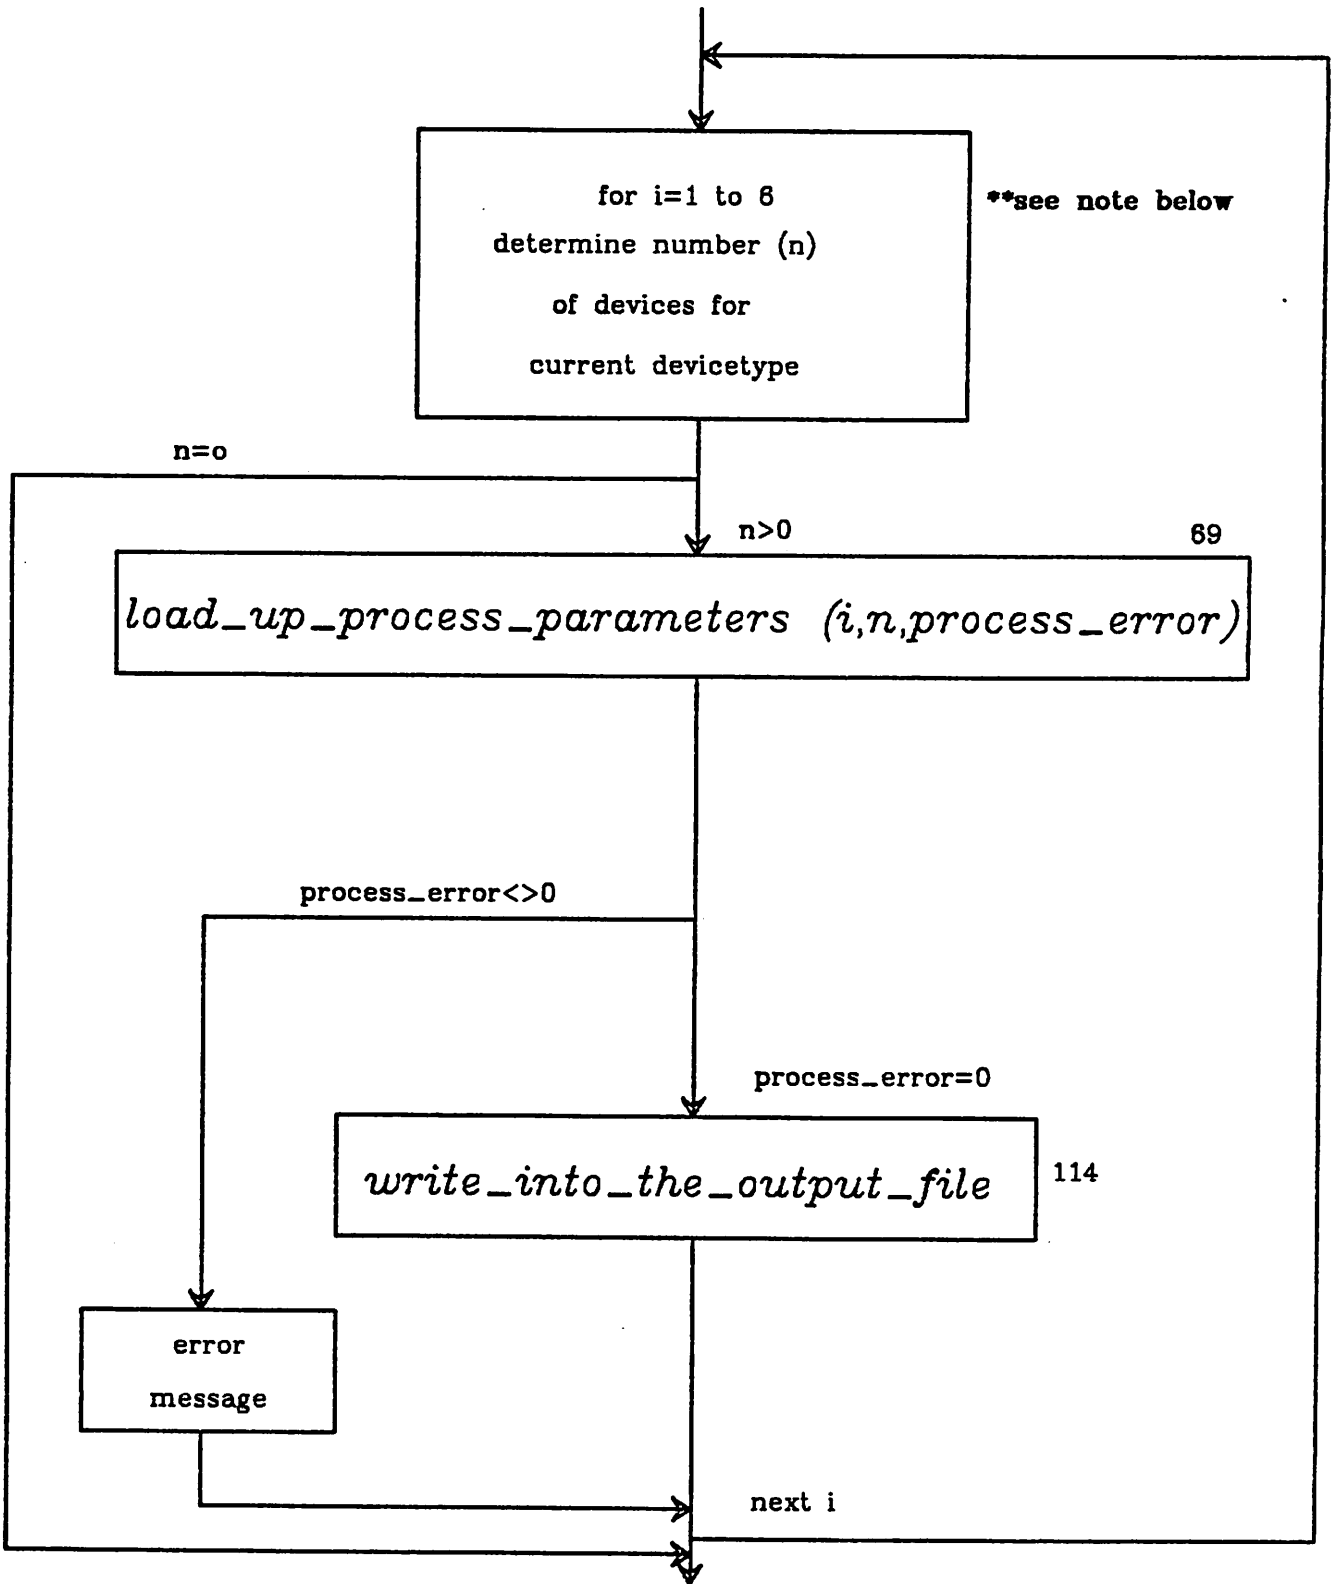 for i=1 to 6
**see note below
determine number (n)
of devices for
current devicetype
n=o
n>0
69
load_up_process_parameters (i,n,process_error)
process_error<>0
process_error=0
write_into_the_output_file
114
error
message
next i